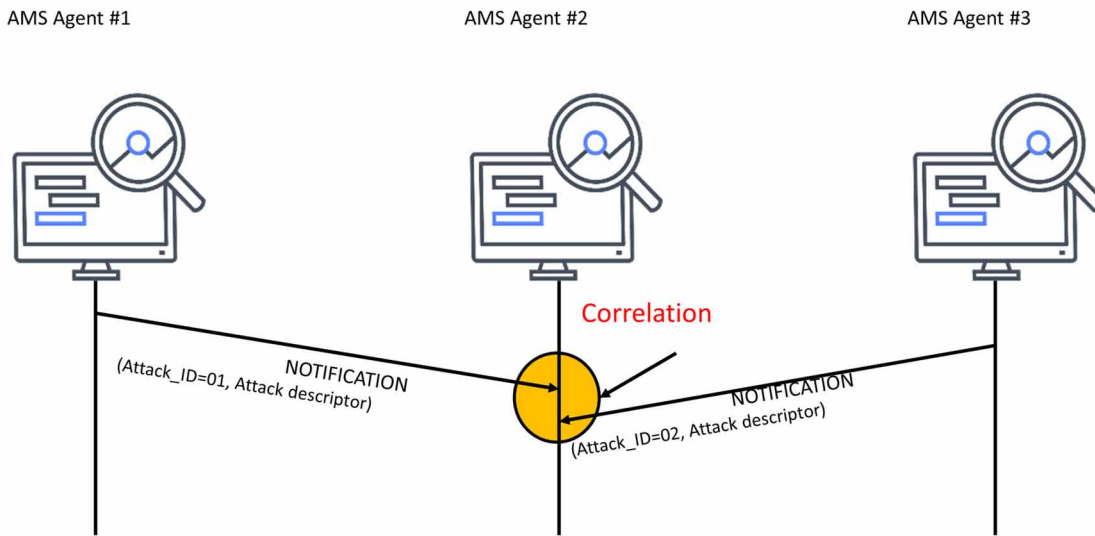 AMS Agent #1
AMS Agent #2
AMS Agent #3
Correlation
NOTIFICATION
(Attack_ID=01, Attack descriptor)
NOTIFICATION
(Attack_ID=02, Attack descriptor)